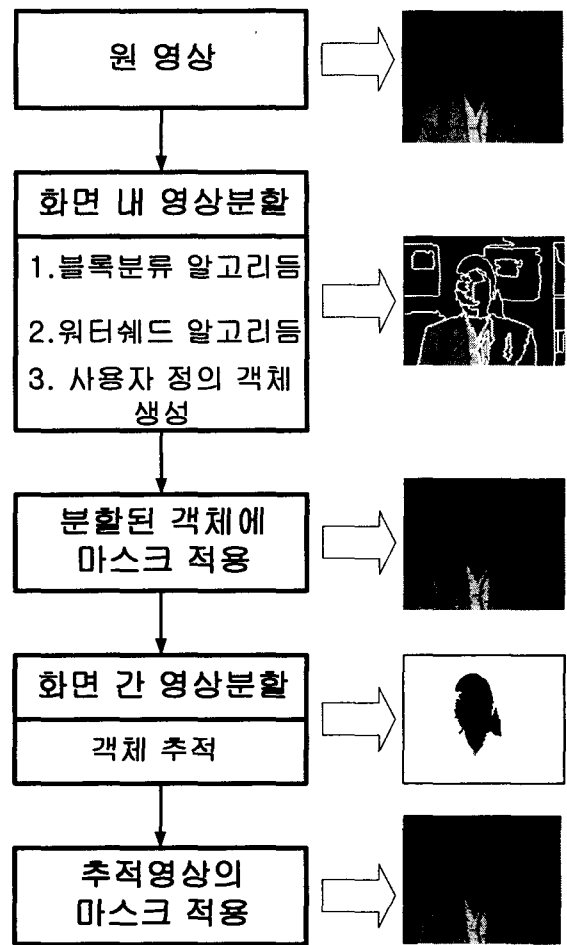 원 영상
화면 내 영상분할
1.블록분류 알고리듬
2.워터쉐드 알고리듬
3. 사용자 정의 객체
생성
분할된 객체에
마스크 적용
화면 간 영상분할
객체 추적
추적영상의
마스크 적용